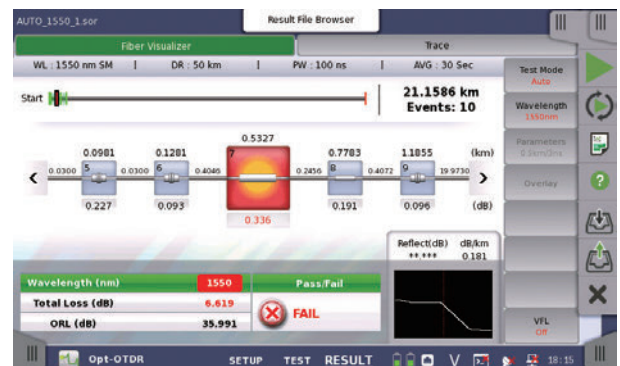 AUTO_1550_1.sor
Result File Browser
Fiber Visualizer
Trace
WL : 1550 nm SM | DR : 50 km | PW : 100 ns | AVG : 30 Sec
Test Mode
Auto
Start
21.1586 km
Events: 10
Wavelength
1550nm
Parameters
0.5327
0.0981 0.1281 0.7783 1.1855 (km)
5 6 7 8 9
0.0300 0.0300 0.4046 0.2456 0.4072 19.9730
Overlay
0.227 0.093 0.336 0.191 0.096 (dB)
Reflect(dB) dB/km
**.*** 0.181
Wavelength (nm) 1550 Pass/Fail
Total Loss (dB) 6.619
FAIL
ORL (dB) 35.991
VFL
Off
Opt-OTDR SETUP TEST RESULT V 18:15